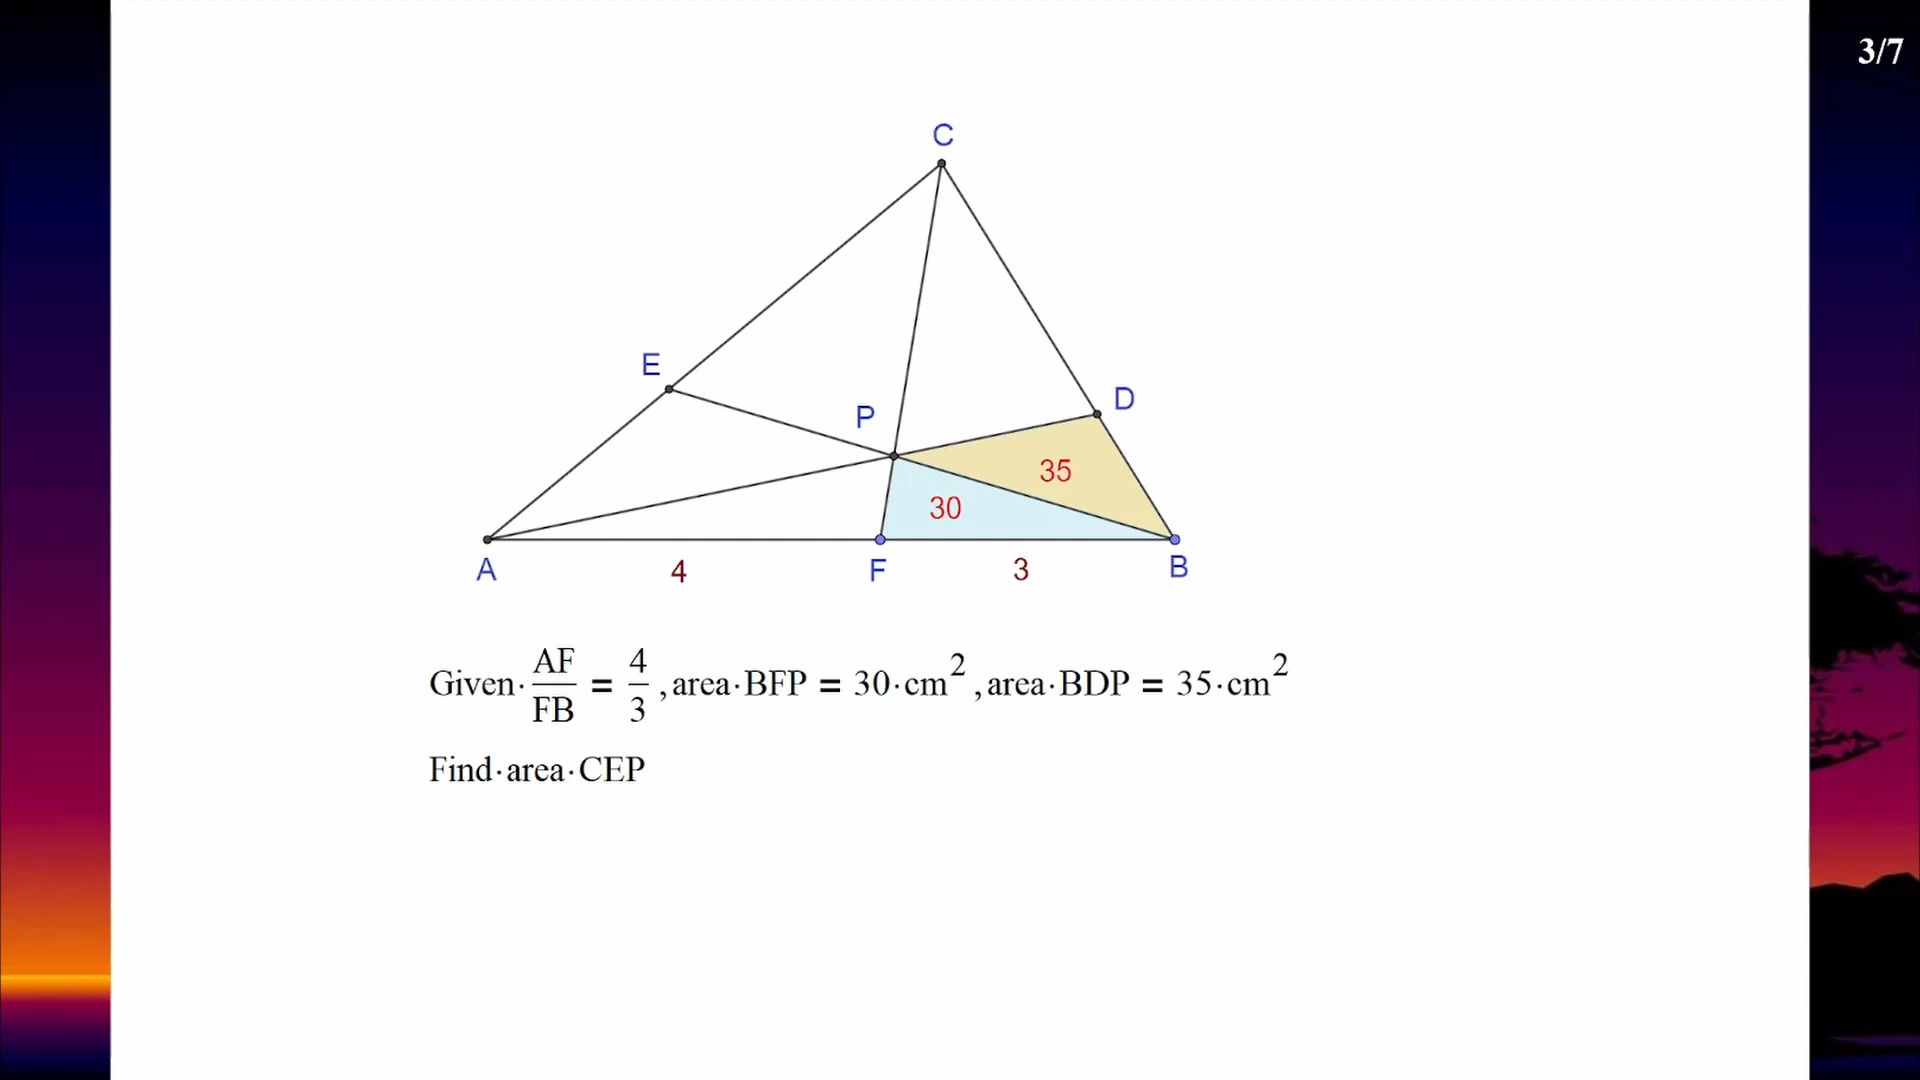 3/7
C
E
D
P
35
30
A
4
F
3
B
Given·AF/FB = 4/3 ,area·BFP = 30·cm² ,area·BDP = 35·cm²
Find·area·CEP